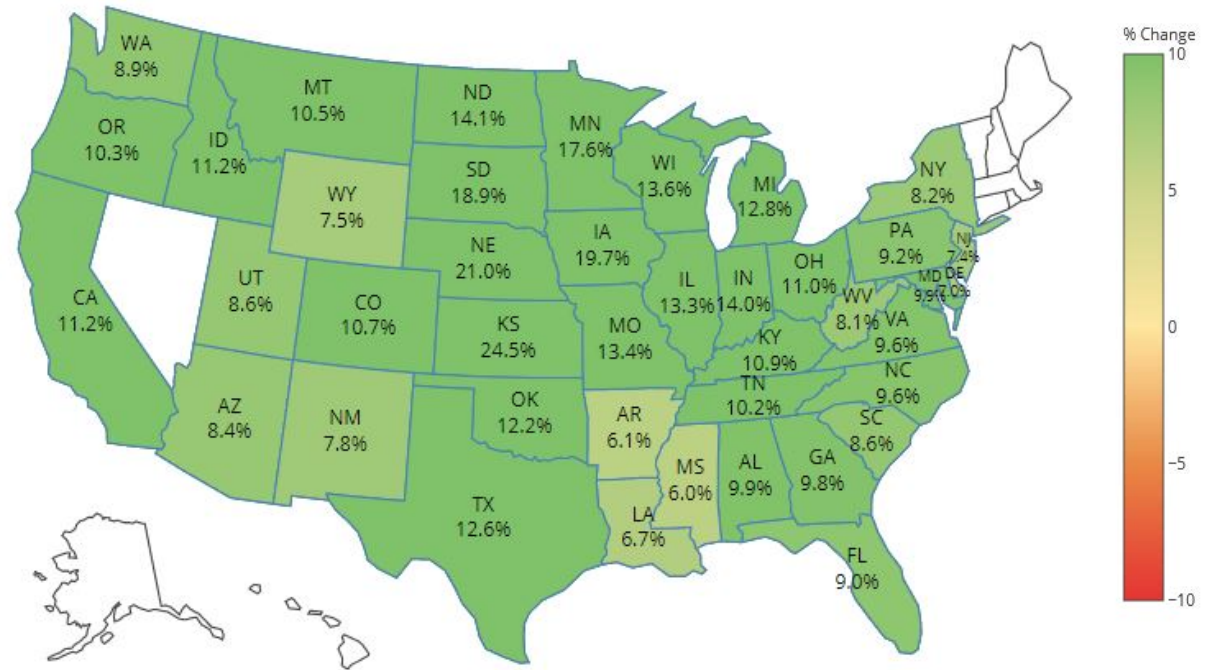 % Change
10
5
0
−5
−10
WA
8.9%
OR
10.3%
CA
11.2%
ID
11.2%
MT
10.5%
WY
7.5%
UT
8.6%
CO
10.7%
AZ
8.4%
NM
7.8%
ND
14.1%
SD
18.9%
NE
21.0%
KS
24.5%
OK
12.2%
TX
12.6%
MN
17.6%
IA
19.7%
MO
13.4%
AR
6.1%
LA
6.7%
WI
13.6%
IL
13.3%
MS
6.0%
MI
12.8%
IN
14.0%
KY
10.9%
TN
10.2%
AL
9.9%
OH
11.0%
GA
9.8%
FL
9.0%
WV
8.1%
VA
9.6%
NC
9.6%
SC
8.6%
NY
8.2%
PA
9.2%
NJ
7.4%
MD
9.9%
DE
7.0%